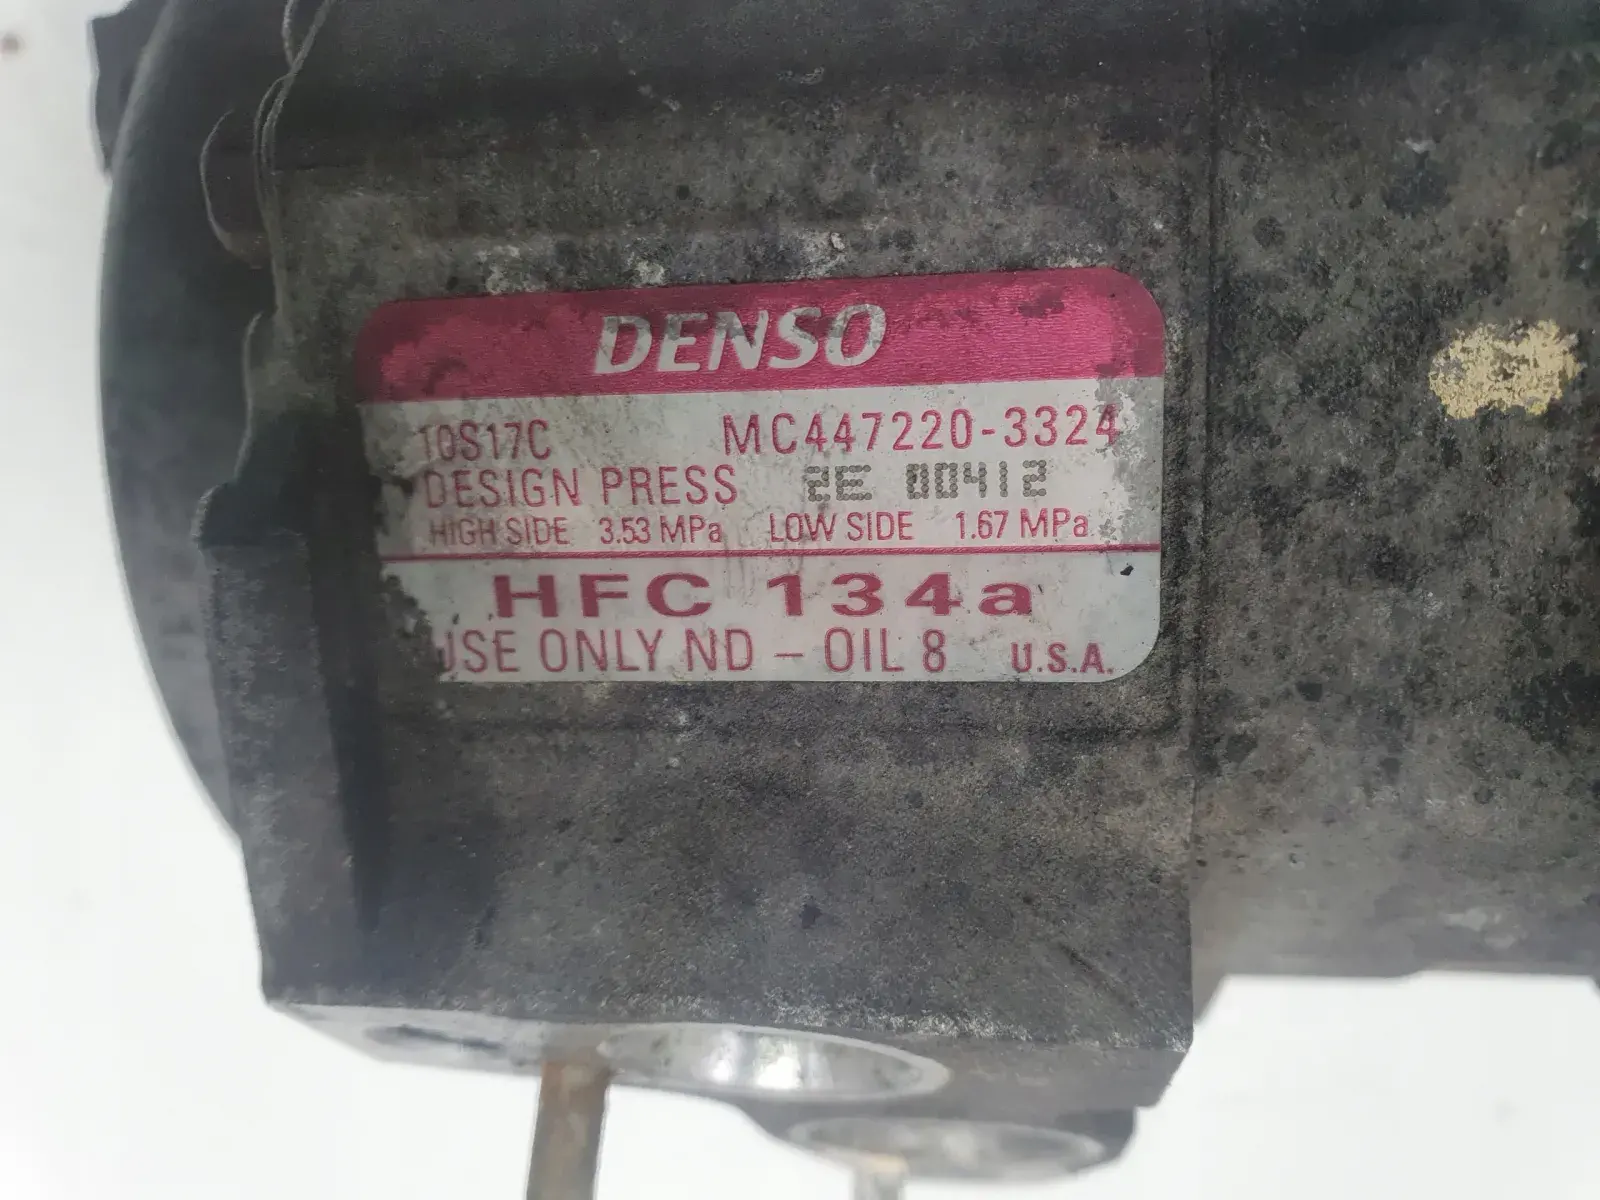 DENSO
10S17C MC447220-3324
DESIGN PRESS 2E 00412
HIGH SIDE 3.53 MPa LOW SIDE 1.67 MPa
HFC 134a
USE ONLY ND - OIL 8 U.S.A.